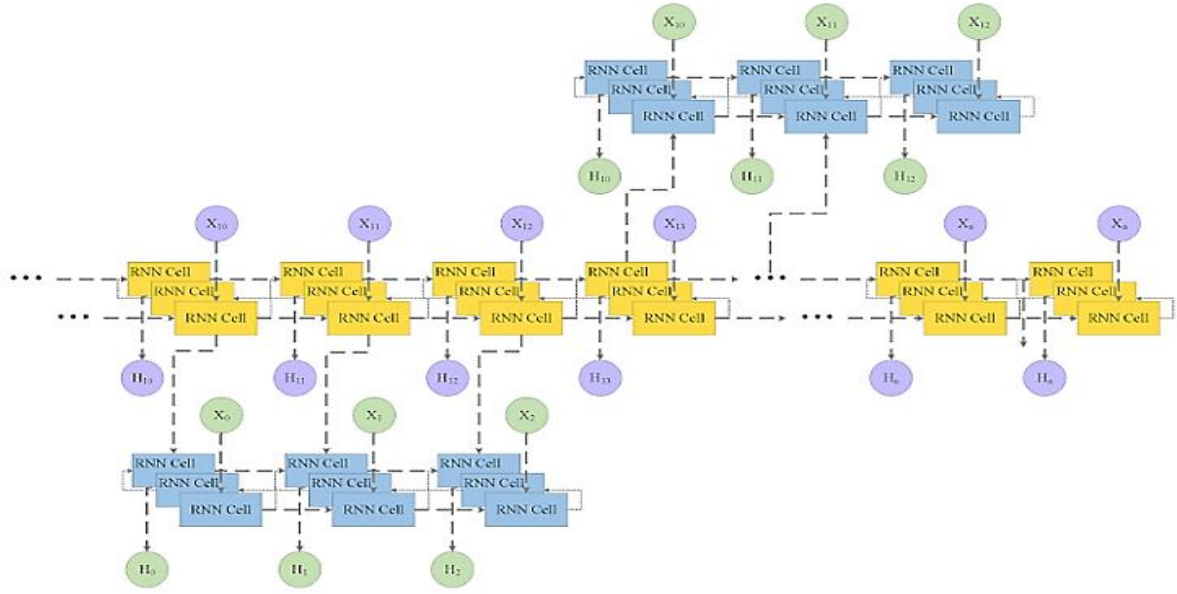 X₁₀ X₁₁ X₁₂
RNN Cell RNN Cell RNN Cell
RNN Cell RNN Cell RNN Cell
RNN Cell RNN Cell RNN Cell
H₁₀ H₁₁ H₁₂
X₁₀ X₁₁ X₁₂ X₁₃ Xₙ Xₙ
••• RNN Cell RNN Cell RNN Cell RNN Cell ••• RNN Cell RNN Cell
RNN Cell RNN Cell RNN Cell RNN Cell RNN Cell RNN Cell
••• RNN Cell RNN Cell RNN Cell RNN Cell ••• RNN Cell RNN Cell
H₁₀ H₁₁ H₁₂ H₁₃ Hₙ Hₙ
X₀ X₁ X₂
RNN Cell RNN Cell RNN Cell
RNN Cell RNN Cell RNN Cell
RNN Cell RNN Cell RNN Cell
H₀ H₁ H₂